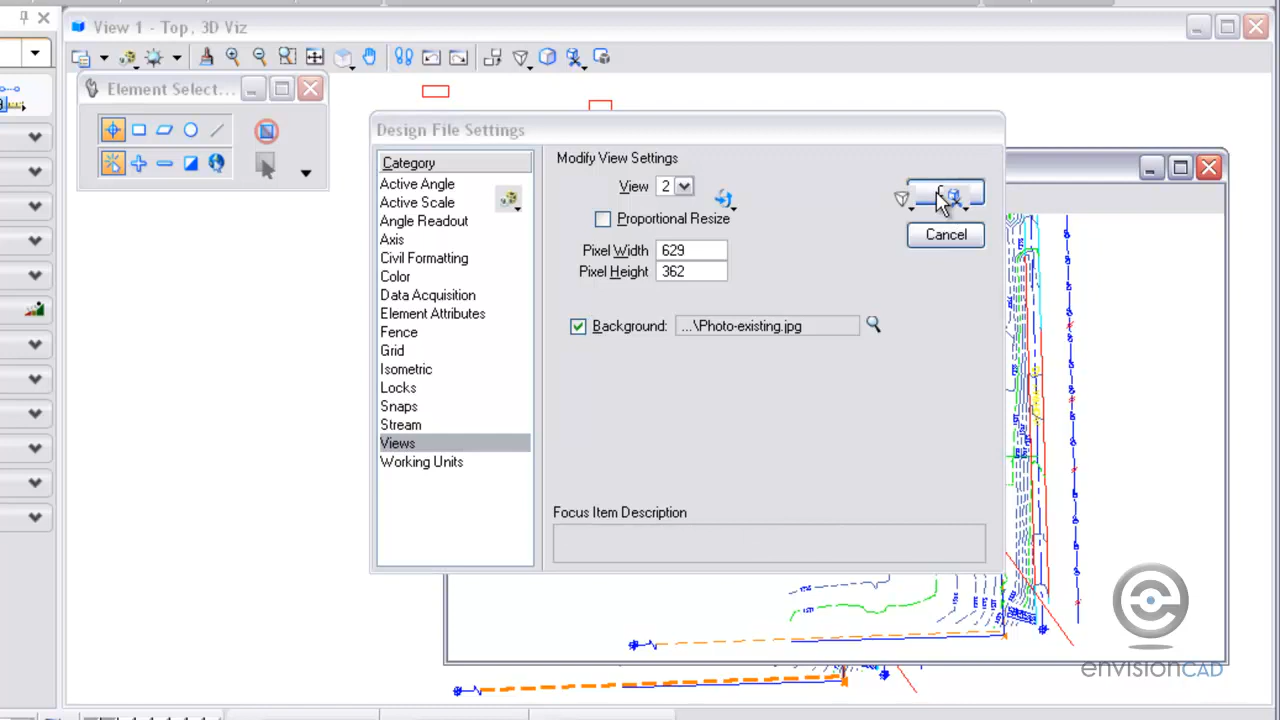 View 1 - Top, 3D Viz
Element Select...
Design File Settings
Category
Active Angle
Active Scale
Angle Readout
Axis
Civil Formatting
Color
Data Acquisition
Element Attributes
Fence
Grid
Isometric
Locks
Snaps
Stream
Views
Working Units
Modify View Settings
View 2
Proportional Resize
Pixel Width 629
Pixel Height 362
Background: ...\Photo-existing.jpg
Cancel
Focus Item Description
envisionCAD